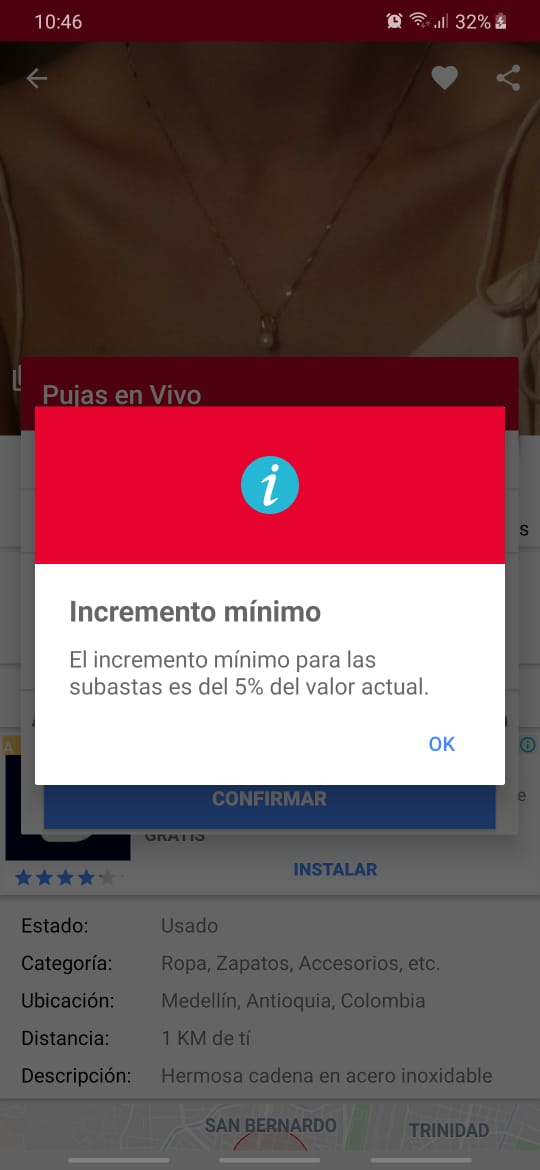 10:46
32%
Pujas en Vivo
s
Incremento mínimo
El incremento mínimo para las
subastas es del 5% del valor actual.
OK
A
CONFIRMAR
e
GRATIS
INSTALAR
Estado: Usado
Categoría: Ropa, Zapatos, Accesorios, etc.
Ubicación: Medellín, Antioquia, Colombia
Distancia: 1 KM de tí
Descripción: Hermosa cadena en acero inoxidable
SAN BERNARDO
TRINIDAD